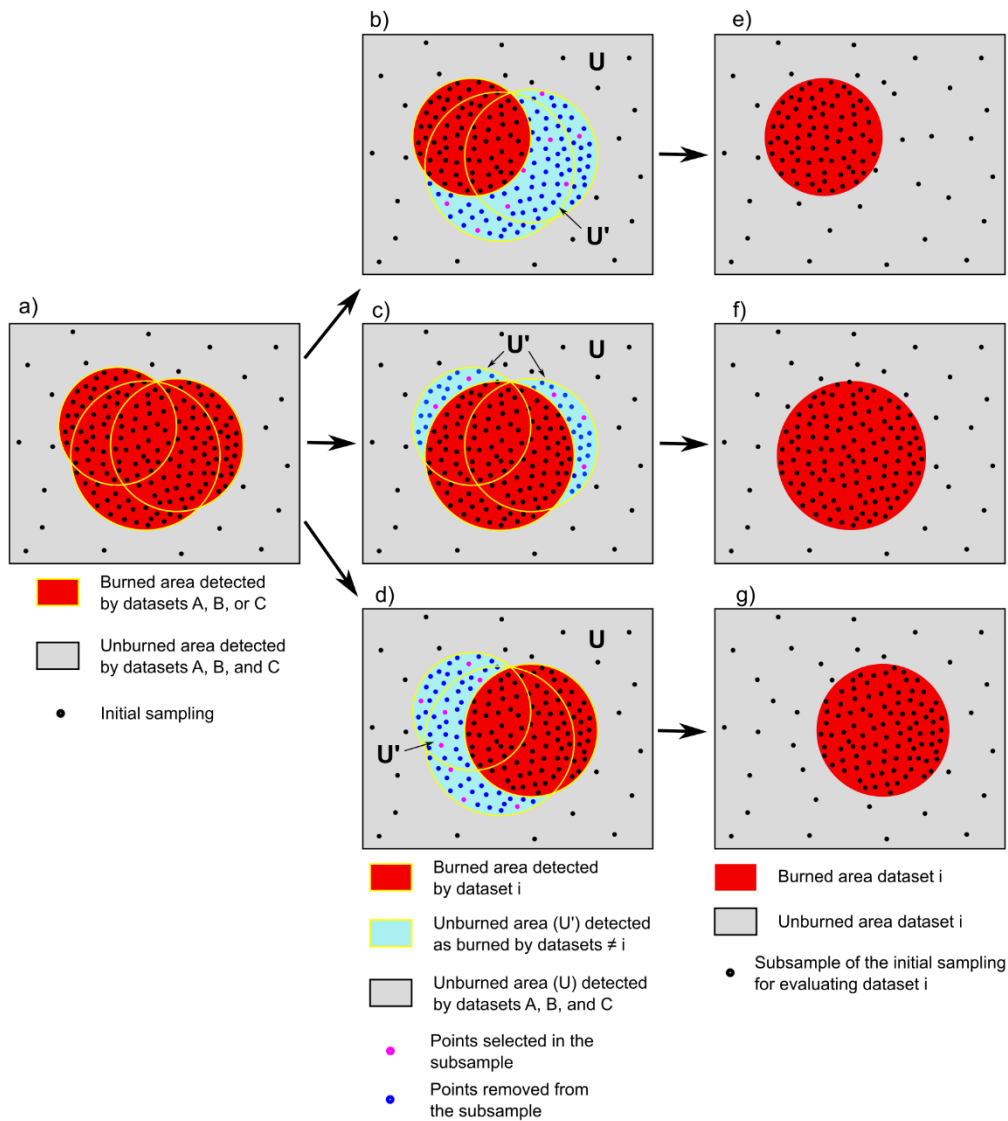 b)
U
U'
e)
a)
Burned area detected
by datasets A, B, or C
Unburned area detected
by datasets A, B, and C
Initial sampling
c)
U'
U
f)
d)
U
U'
g)
Burned area detected
by dataset i
Unburned area (U') detected
as burned by datasets ≠ i
Unburned area (U) detected
by datasets A, B, and C
Points selected in the
subsample
Points removed from
the subsample
Burned area dataset i
Unburned area dataset i
Subsample of the initial sampling
for evaluating dataset i